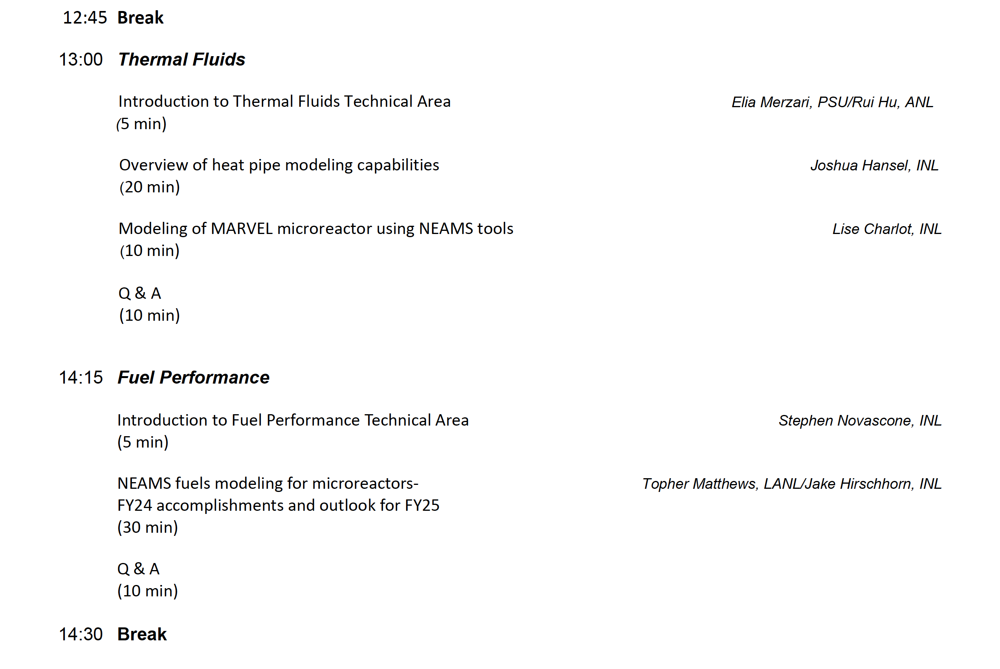 12:45 Break
13:00 Thermal Fluids
Introduction to Thermal Fluids Technical Area Elia Merzari, PSU/Rui Hu, ANL
(5 min)
Overview of heat pipe modeling capabilities Joshua Hansel, INL
(20 min)
Modeling of MARVEL microreactor using NEAMS tools Lise Charlot, INL
(10 min)
Q & A
(10 min)
14:15 Fuel Performance
Introduction to Fuel Performance Technical Area Stephen Novascone, INL
(5 min)
NEAMS fuels modeling for microreactors- Topher Matthews, LANL/Jake Hirschhorn, INL
FY24 accomplishments and outlook for FY25
(30 min)
Q & A
(10 min)
14:30 Break